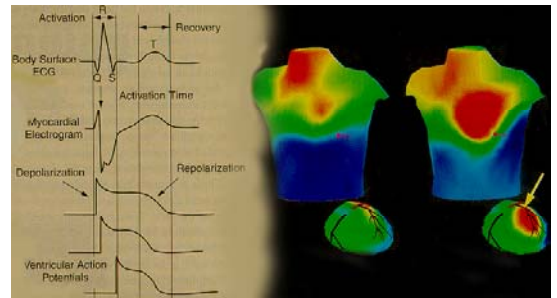 Activation
R
Recovery
T
Body Surface
ECG
Q
S
Activation Time
Myocardial
Electrogram
Depolarization
Repolarization
Ventricular Action
Potentials